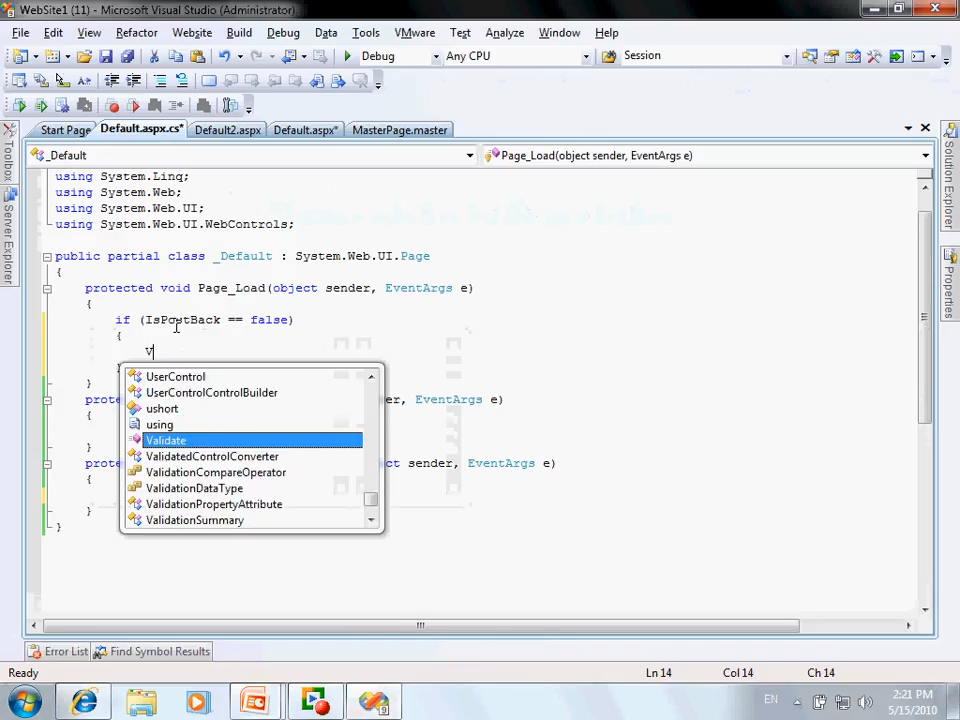 WebSite1 (11) - Microsoft Visual Studio (Administrator)
File Edit View Refactor Website Build Debug Data Tools VMware Test Analyze Window Help
Debug Any CPU Session
Start Page Default.aspx.cs* Default2.aspx Default.aspx* MasterPage.master
_Default Page_Load(object sender, EventArgs e)
using System.Linq;
using System.Web;
using System.Web.UI;
using System.Web.UI.WebControls;
public partial class _Default : System.Web.UI.Page
{
protected void Page_Load(object sender, EventArgs e)
{
if (IsPostBack == false)
{
V
}
UserControl
}
UserControlControlBuilder
prote er, EventArgs e)
ushort
{
using
Validate
}
ValidatedControlConverter
prote ct sender, EventArgs e)
ValidationCompareOperator
{
ValidationDataType
ValidationPropertyAttribute
}
ValidationSummary
}
Toolbox
Server Explorer
Solution Explorer
Properties
Error List Find Symbol Results
Ready Ln 14 Col 14 Ch 14
EN 2:21 PM
5/15/2010